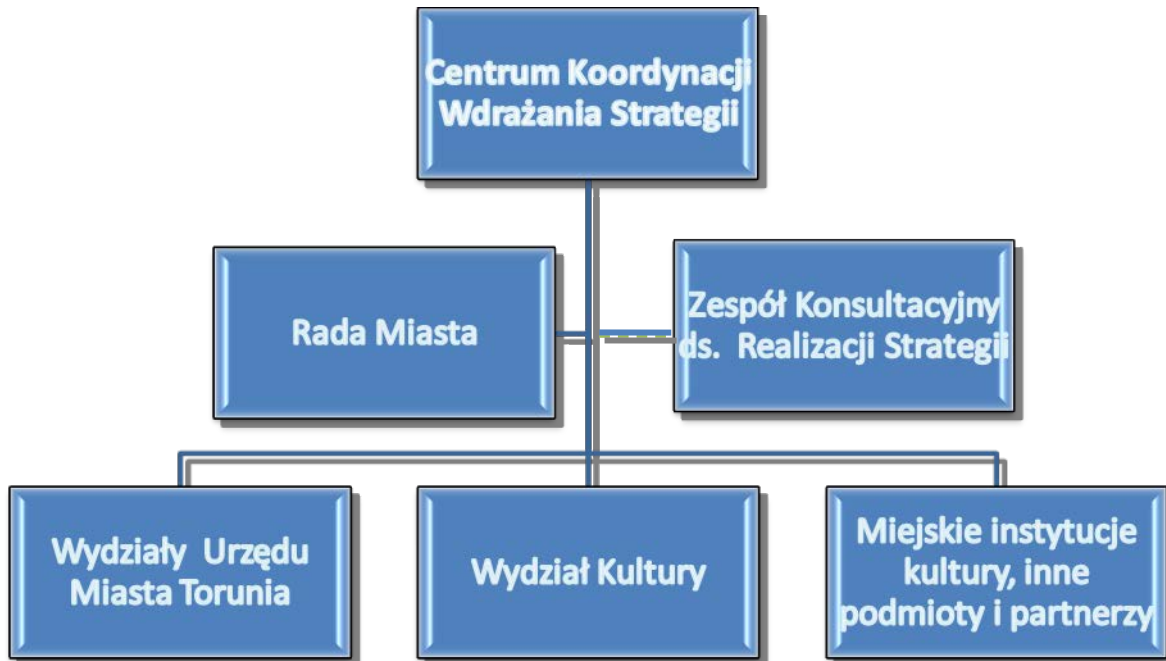 Centrum Koordynacji
Wdrażania Strategii
Rada Miasta
Zespół Konsultacyjny
ds. Realizacji Strategii
Wydziały Urzędu
Miasta Torunia
Wydział Kultury
Miejskie instytucje
kultury, inne
podmioty i partnerzy